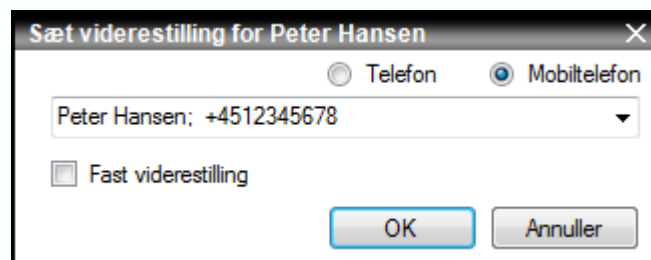 Sæt viderestilling for Peter Hansen
Telefon Mobiltelefon
Peter Hansen; +4512345678
Fast viderestilling
OK Annuller